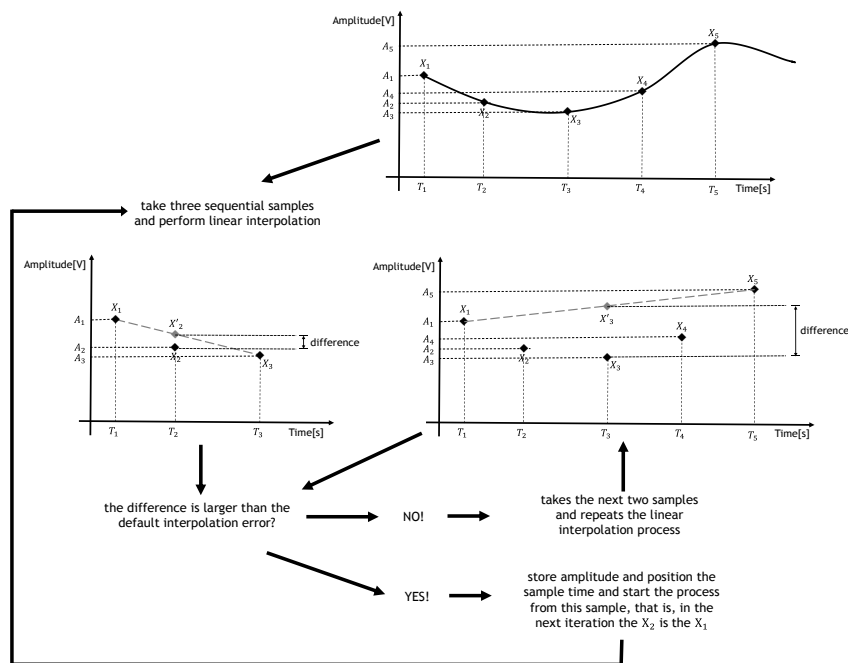 Amplitude[V]
A₅
X₅
X₁
A₁
A₄
X₄
A₂
X₂
A₃
X₃
T₁ T₂ T₃ T₄ T₅ Time[s]
take three sequential samples
and perform linear interpolation
Amplitude[V]
X₁
A₁
X'₂
difference
A₂
X₂
A₃
X₃
T₁ T₂ T₃ Time[s]
Amplitude[V]
A₅
X₅
X₁
A₁
X'₃
difference
A₄
X₄
A₂
X₂
A₃
X₃
T₁ T₂ T₃ T₄ T₅ Time[s]
the difference is larger than the
default interpolation error?
NO!
takes the next two samples
and repeats the linear
interpolation process
YES!
store amplitude and position the
sample time and start the process
from this sample, that is, in the
next iteration the X₂ is the X₁